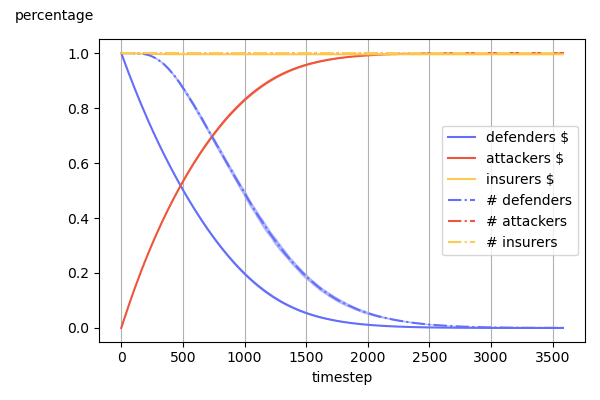 percentage
1.0
0.8
0.6
0.4
0.2
0.0
defenders $
attackers $
insurers $
# defenders
# attackers
# insurers
0 500 1000 1500 2000 2500 3000 3500
timestep